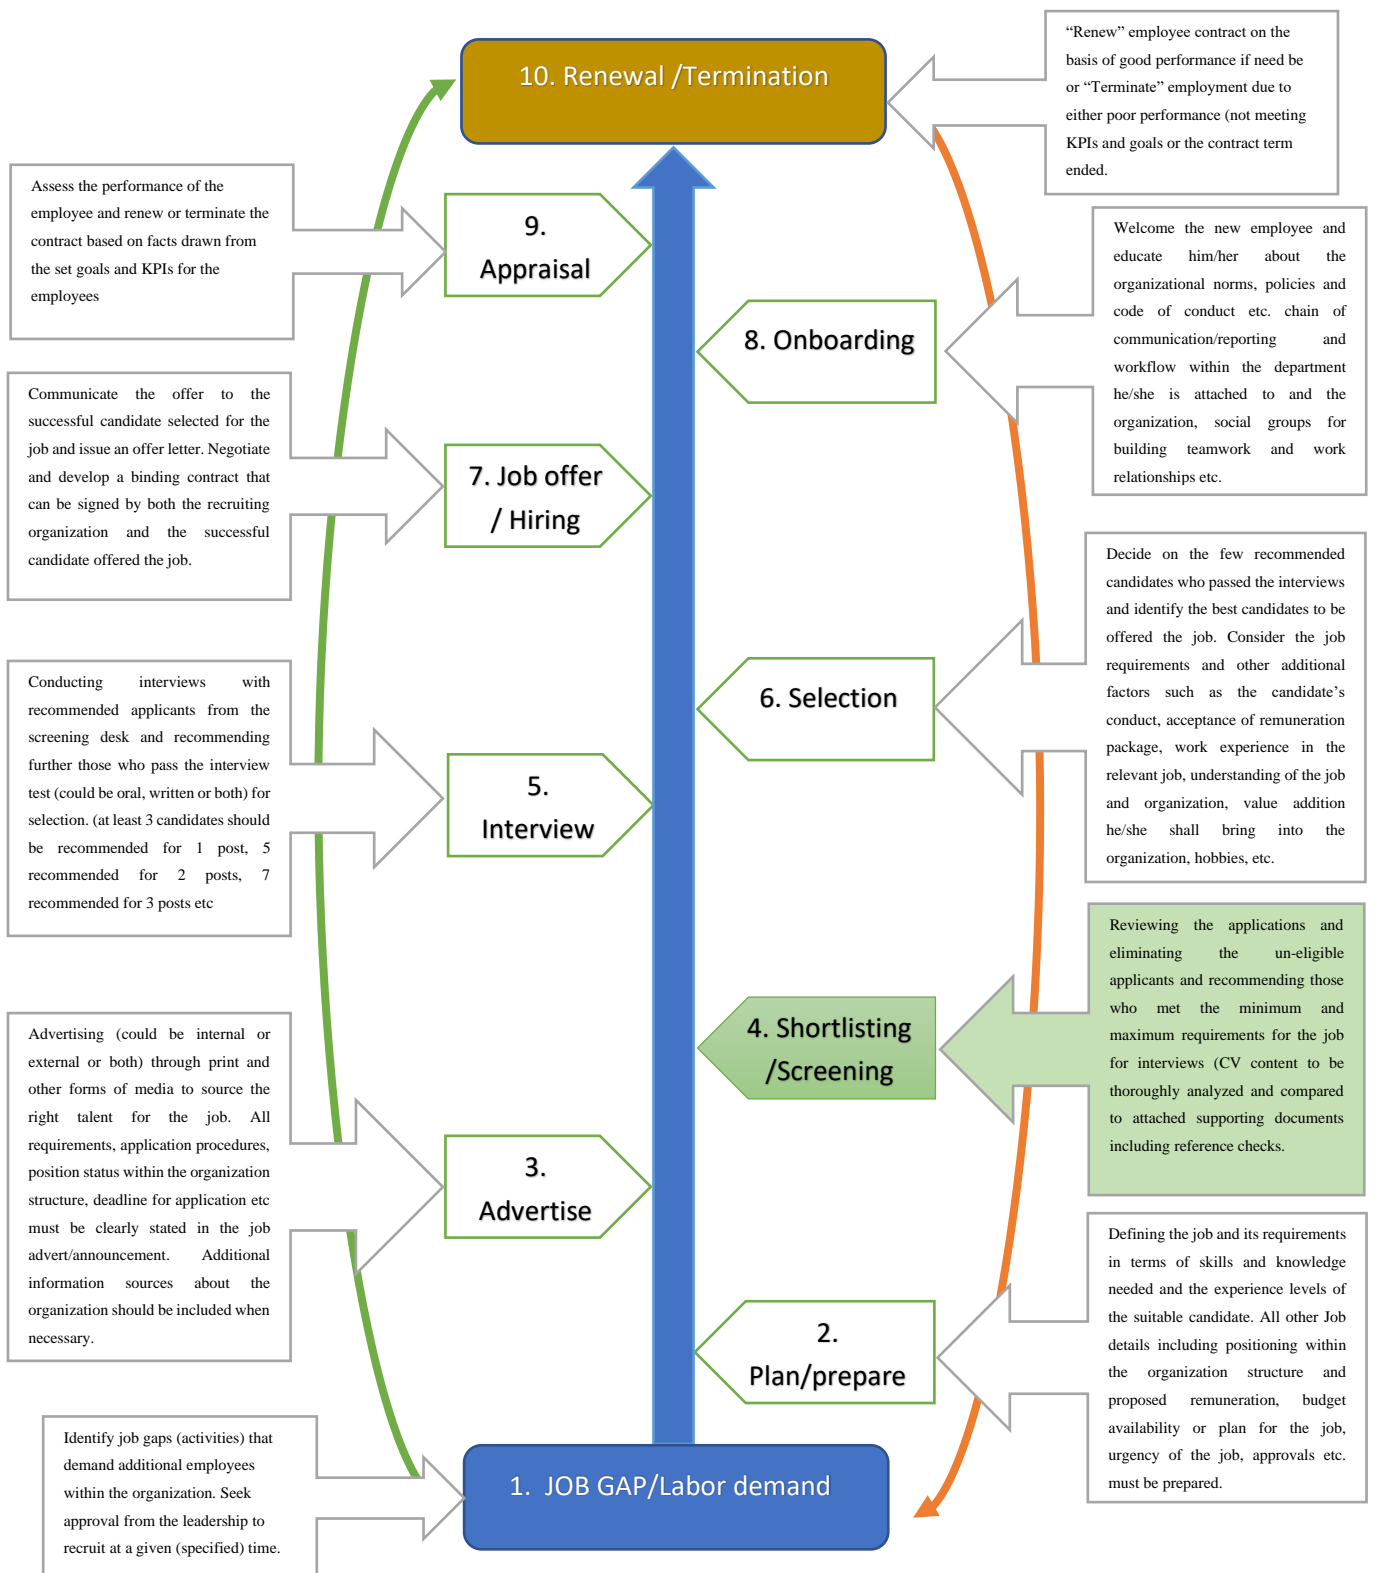 “Renew” employee contract on the
basis of good performance if need be
or “Terminate” employment due to
either poor performance (not meeting
KPIs and goals or the contract term
ended.
10. Renewal /Termination
Assess the performance of the
employee and renew or terminate the
contract based on facts drawn from
the set goals and KPIs for the
employees
9.
Appraisal
Welcome the new employee and
educate him/her about the
organizational norms, policies and
code of conduct etc. chain of
communication/reporting and
workflow within the department
he/she is attached to and the
organization, social groups for
building teamwork and work
relationships etc.
8. Onboarding
Communicate the offer to the
successful candidate selected for the
job and issue an offer letter. Negotiate
and develop a binding contract that
can be signed by both the recruiting
organization and the successful
candidate offered the job.
7. Job offer
/ Hiring
Decide on the few recommended
candidates who passed the interviews
and identify the best candidates to be
offered the job. Consider the job
requirements and other additional
factors such as the candidate’s
conduct, acceptance of remuneration
package, work experience in the
relevant job, understanding of the job
and organization, value addition
he/she shall bring into the
organization, hobbies, etc.
6. Selection
Conducting interviews with
recommended applicants from the
screening desk and recommending
further those who pass the interview
test (could be oral, written or both) for
selection. (at least 3 candidates should
be recommended for 1 post, 5
recommended for 2 posts, 7
recommended for 3 posts etc
5.
Interview
Reviewing the applications and
eliminating the un-eligible
applicants and recommending those
who met the minimum and
maximum requirements for the job
for interviews (CV content to be
thoroughly analyzed and compared
to attached supporting documents
including reference checks.
4. Shortlisting
/Screening
Advertising (could be internal or
external or both) through print and
other forms of media to source the
right talent for the job. All
requirements, application procedures,
position status within the organization
structure, deadline for application etc
must be clearly stated in the job
advert/announcement. Additional
information sources about the
organization should be included when
necessary.
3.
Advertise
Defining the job and its requirements
in terms of skills and knowledge
needed and the experience levels of
the suitable candidate. All other Job
details including positioning within
the organization structure and
proposed remuneration, budget
availability or plan for the job,
urgency of the job, approvals etc.
must be prepared.
2.
Plan/prepare
Identify job gaps (activities) that
demand additional employees
within the organization. Seek
approval from the leadership to
recruit at a given (specified) time.
1. JOB GAP/Labor demand